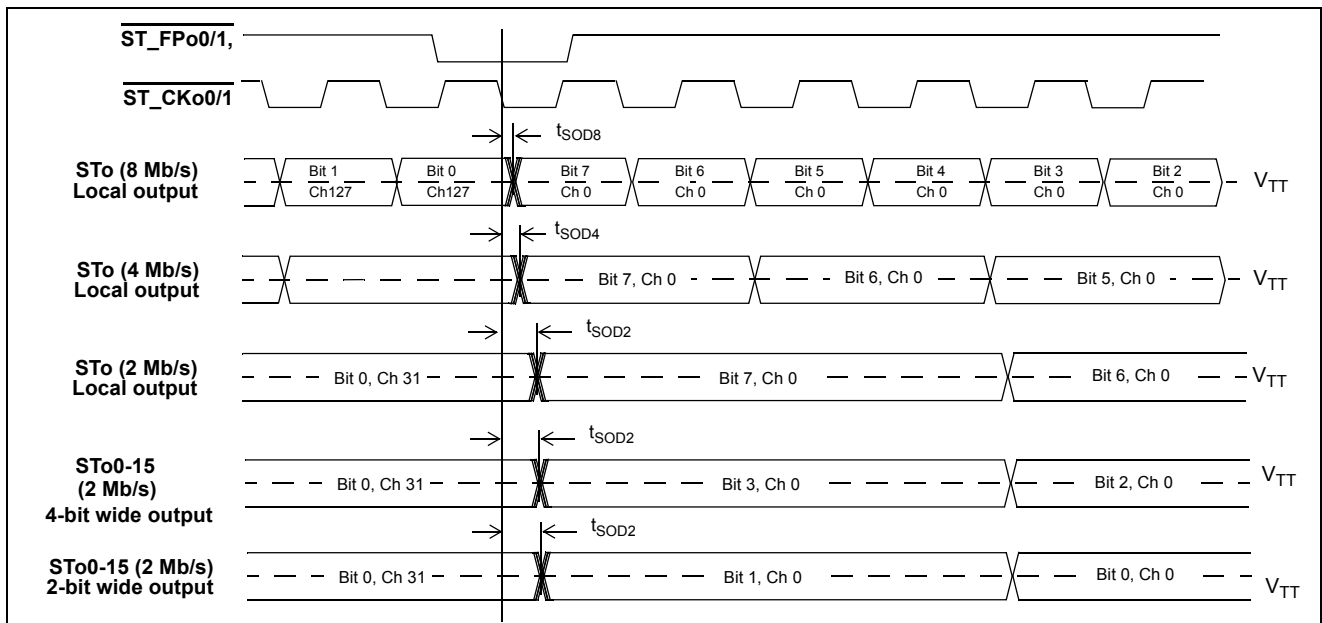 ST_FPo0/1,
ST_CKo0/1
tSOD8
STo (8 Mb/s)
Local output
Bit 1
Ch127
Bit 0
Ch127
Bit 7
Ch 0
Bit 6
Ch 0
Bit 5
Ch 0
Bit 4
Ch 0
Bit 3
Ch 0
Bit 2
Ch 0
VTT
tSOD4
STo (4 Mb/s)
Local output
Bit 7, Ch 0
Bit 6, Ch 0
Bit 5, Ch 0
VTT
tSOD2
STo (2 Mb/s)
Local output
Bit 0, Ch 31
Bit 7, Ch 0
Bit 6, Ch 0
VTT
tSOD2
STo0-15
(2 Mb/s)
4-bit wide output
Bit 0, Ch 31
Bit 3, Ch 0
Bit 2, Ch 0
VTT
tSOD2
STo0-15 (2 Mb/s)
2-bit wide output
Bit 0, Ch 31
Bit 1, Ch 0
Bit 0, Ch 0
VTT